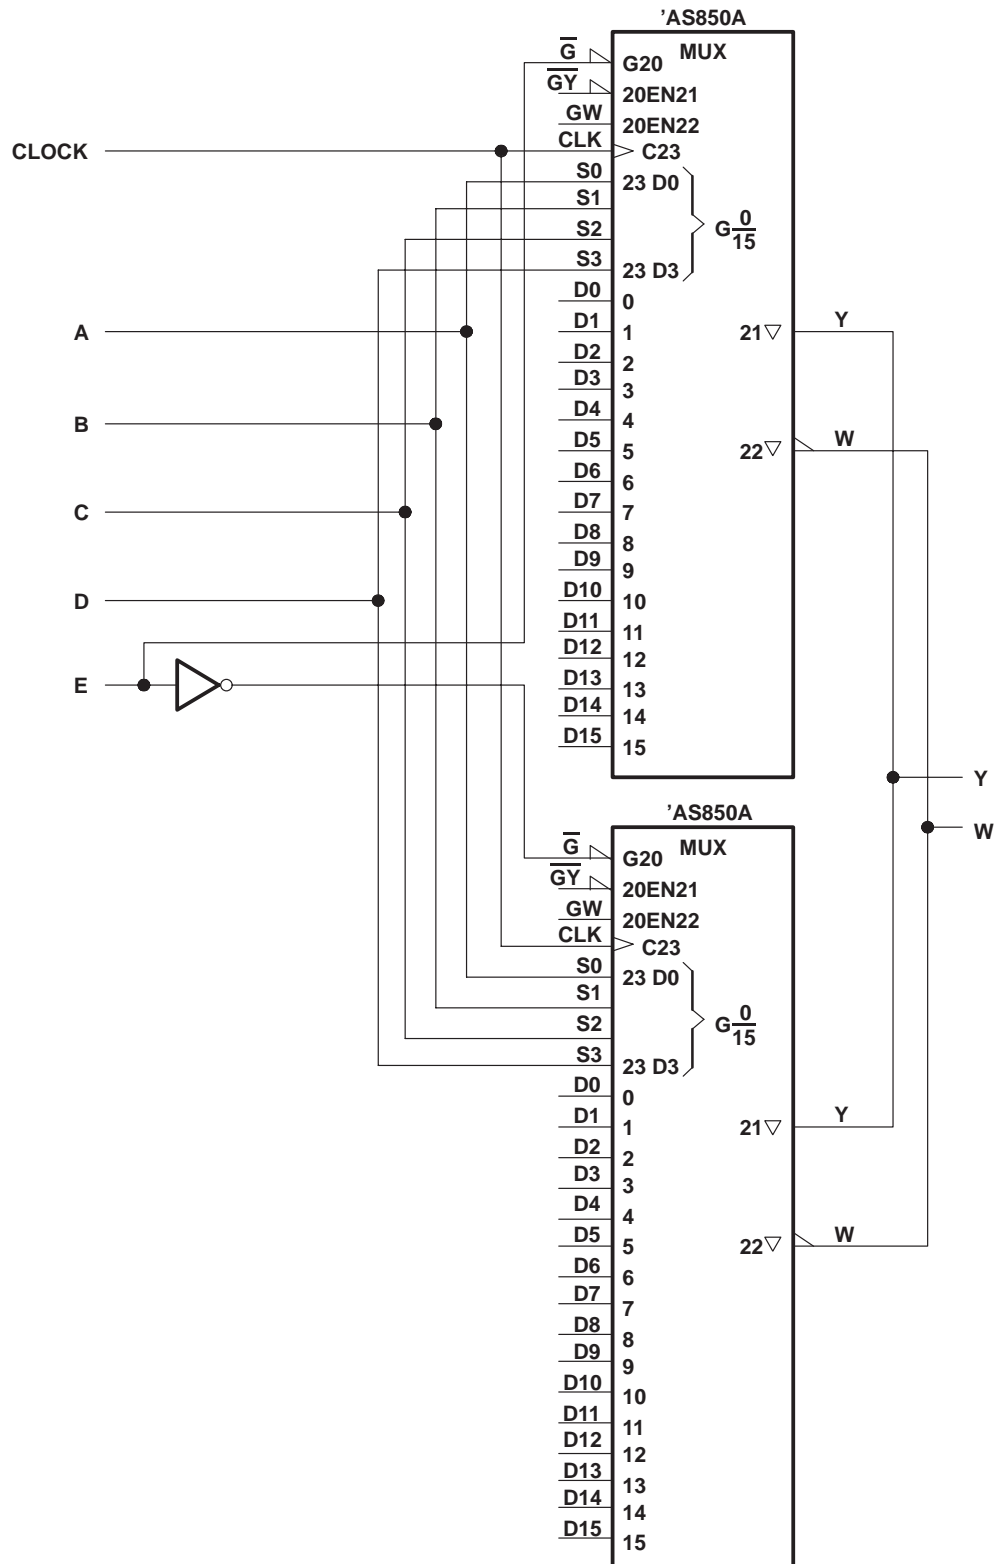 'AS850A
MUX
G̅
G20
G̅Y̅
20EN21
GW
20EN22
CLOCK
CLK
C23
S0
23 D0
S1
S2
G 0/15
S3
23 D3
D0
0
A
D1
1
21
Y
D2
2
D3
3
D4
4
B
D5
5
22
W
D6
6
C
D7
7
D8
8
D9
9
D
D10
10
D11
11
D12
12
E
D13
13
D14
14
D15
15
Y
W
'AS850A
MUX
G̅
G20
G̅Y̅
20EN21
GW
20EN22
CLK
C23
S0
23 D0
S1
S2
G 0/15
S3
23 D3
D0
0
D1
1
21
Y
D2
2
D3
3
D4
4
D5
5
22
W
D6
6
D7
7
D8
8
D9
9
D10
10
D11
11
D12
12
D13
13
D14
14
D15
15